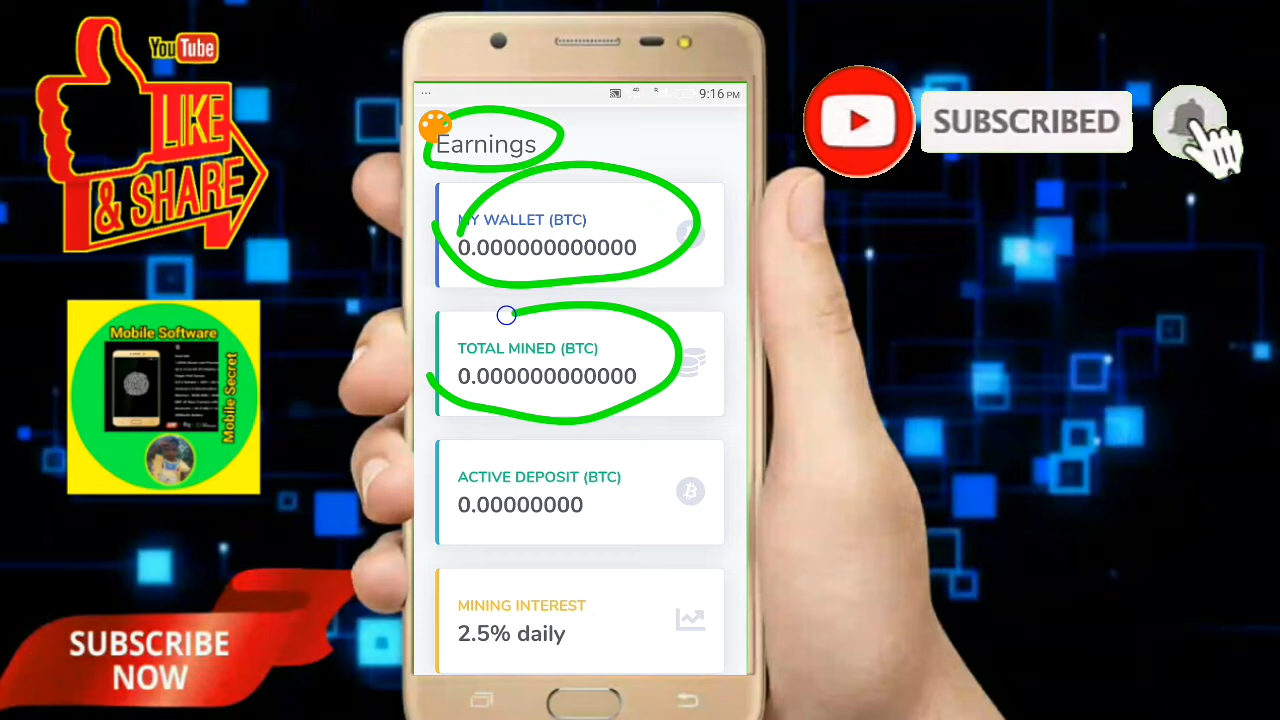 YouTube
LIKE
& SHARE
SUBSCRIBED
9:16 PM
Earnings
MY WALLET (BTC)
0.000000000000
TOTAL MINED (BTC)
0.000000000000
ACTIVE DEPOSIT (BTC)
0.00000000
MINING INTEREST
2.5% daily
Mobile Software
Mobile Secret
SUBSCRIBE
NOW